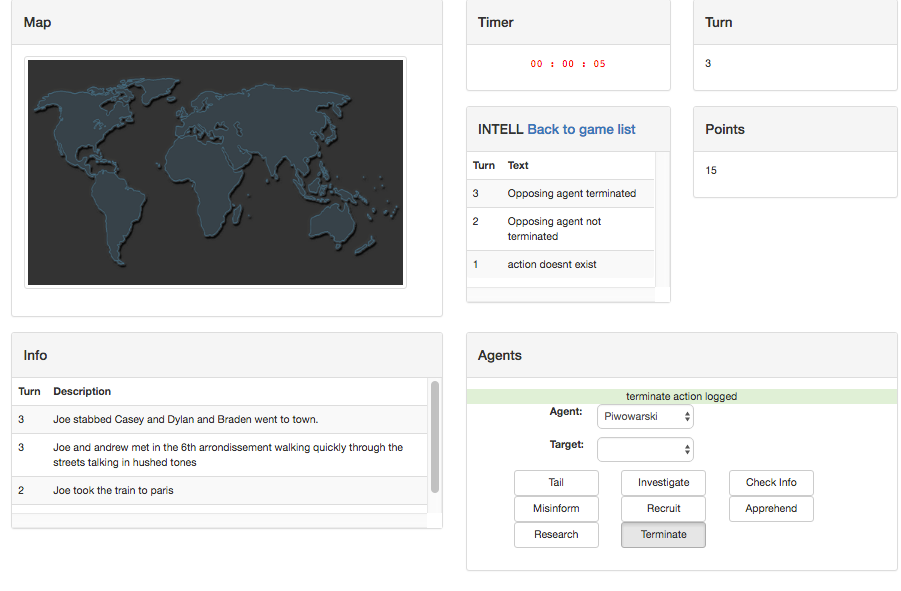 Map
Timer
00 : 00 : 05
Turn
3
INTELL Back to game list
Turn Text
3 Opposing agent terminated
2 Opposing agent not
terminated
1 action doesnt exist
Points
15
Info
Turn Description
3 Joe stabbed Casey and Dylan and Braden went to town.
3 Joe and andrew met in the 6th arrondissement walking quickly through the
streets talking in hushed tones
2 Joe took the train to paris
Agents
terminate action logged
Agent: Piwowarski
Target:
Tail Investigate Check Info
Misinform Recruit Apprehend
Research Terminate